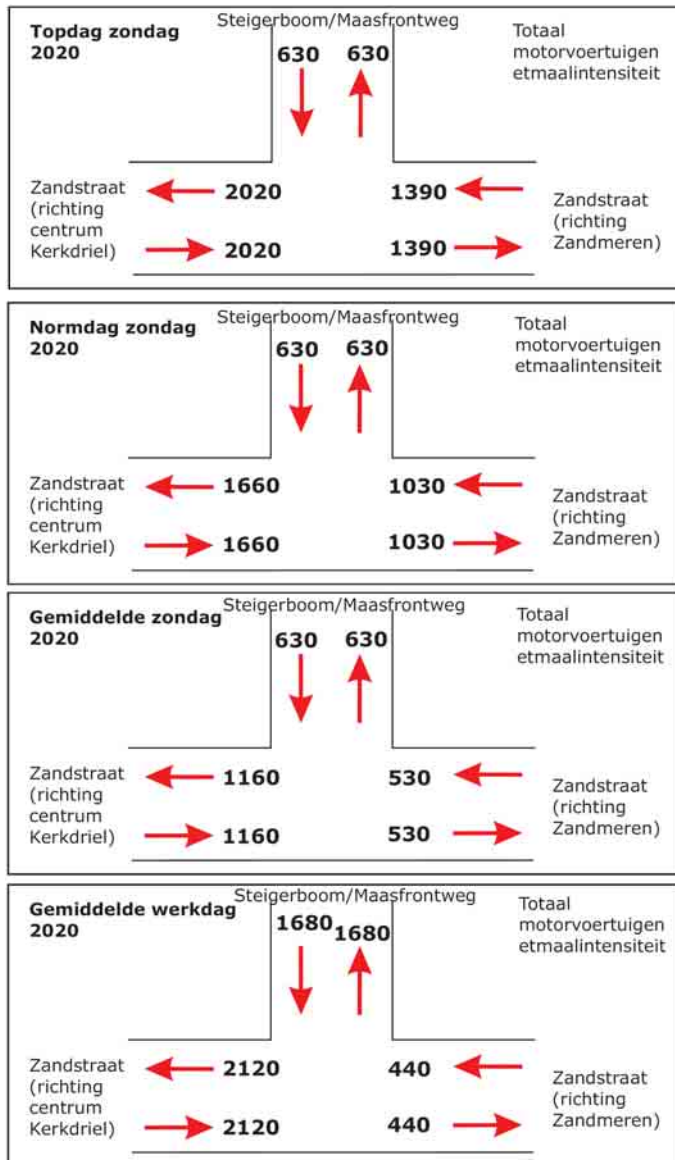 Steigerboom/Maasfrontweg
Topdag zondag
2020
Totaal
motorvoertuigen
etmaalintensiteit
630 630
Zandstraat
(richting
centrum
Kerkdriel)
2020
2020
1390
1390
Zandstraat
(richting
Zandmeren)
Steigerboom/Maasfrontweg
Normdag zondag
2020
Totaal
motorvoertuigen
etmaalintensiteit
630 630
Zandstraat
(richting
centrum
Kerkdriel)
1660
1660
1030
1030
Zandstraat
(richting
Zandmeren)
Steigerboom/Maasfrontweg
Gemiddelde zondag
2020
Totaal
motorvoertuigen
etmaalintensiteit
630 630
Zandstraat
(richting
centrum
Kerkdriel)
1160
1160
530
530
Zandstraat
(richting
Zandmeren)
Steigerboom/Maasfrontweg
Gemiddelde werkdag
2020
Totaal
motorvoertuigen
etmaalintensiteit
1680 1680
Zandstraat
(richting
centrum
Kerkdriel)
2120
2120
440
440
Zandstraat
(richting
Zandmeren)